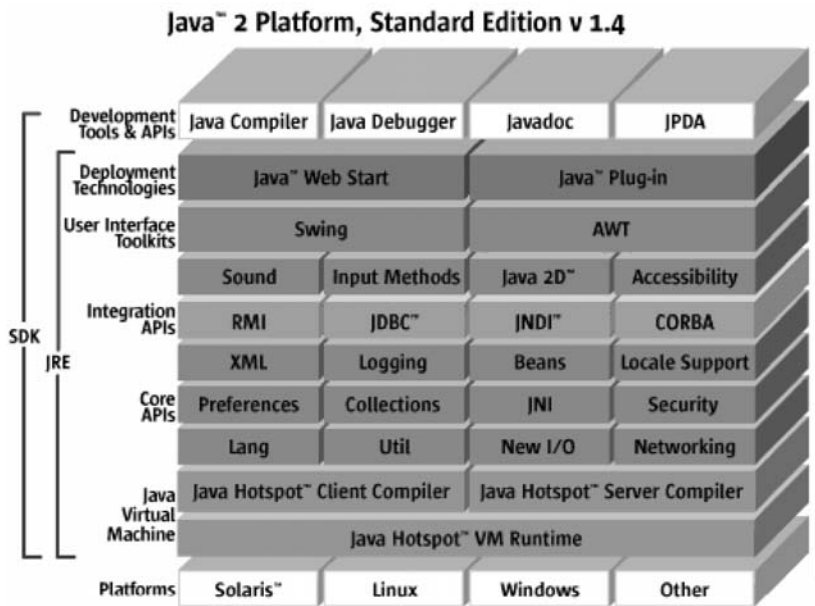 Java™ 2 Platform, Standard Edition v 1.4
Development
Tools & APIs
Java Compiler
Java Debugger
Javadoc
JPDA
Deployment
Technologies
Java™ Web Start
Java™ Plug-in
User Interface
Toolkits
Swing
AWT
Sound
Input Methods
Java 2D™
Accessibility
Integration
APIs
RMI
JDBC™
JNDI™
CORBA
SDK
JRE
XML
Logging
Beans
Locale Support
Core
APIs
Preferences
Collections
JNI
Security
Lang
Util
New I/O
Networking
Java
Virtual
Machine
Java Hotspot™ Client Compiler
Java Hotspot™ Server Compiler
Java Hotspot™ VM Runtime
Platforms
Solaris™
Linux
Windows
Other